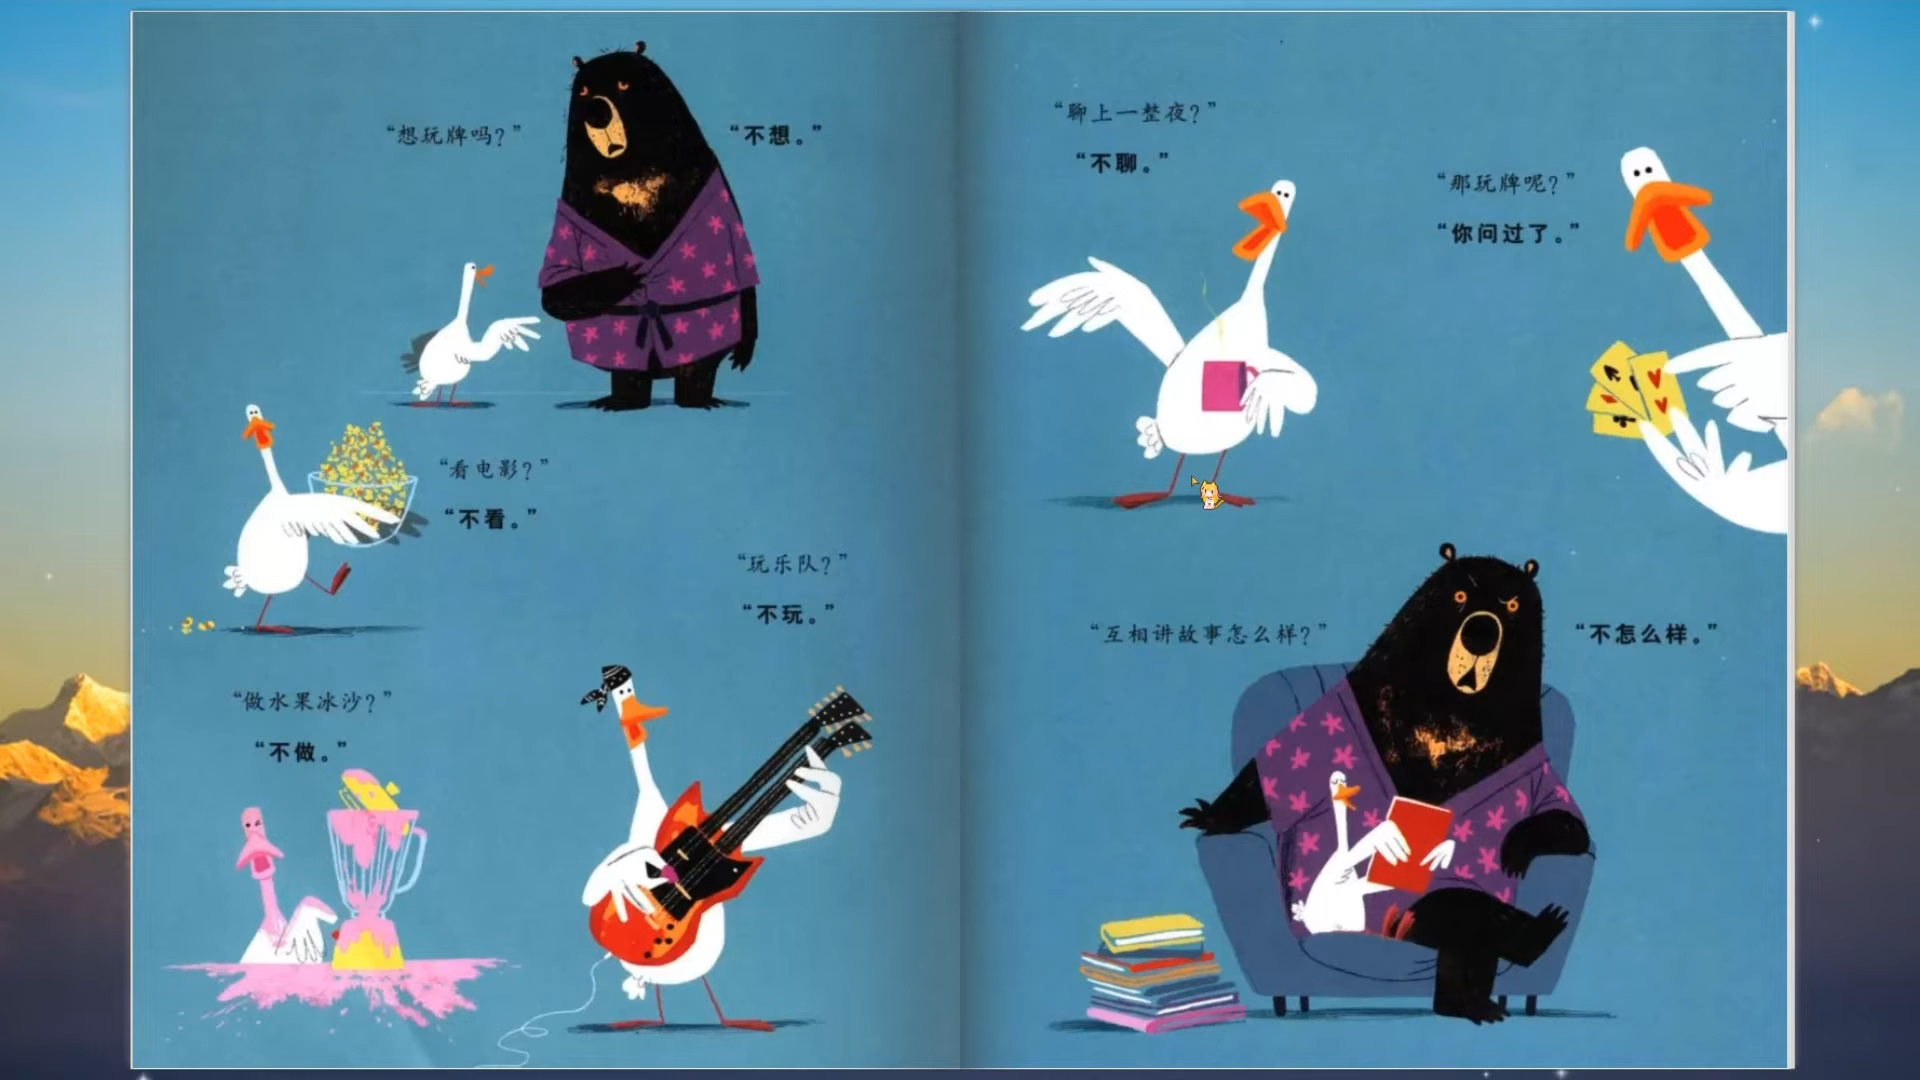 “想玩牌吗？”
“不想。”
“看电影？”
“不看。”
“玩乐队？”
“不玩。”
“做水果冰沙？”
“不做。”
“聊上一整夜？”
“不聊。”
“那玩牌呢？”
“你问过了。”
“互相讲故事怎么样？”
“不怎么样。”